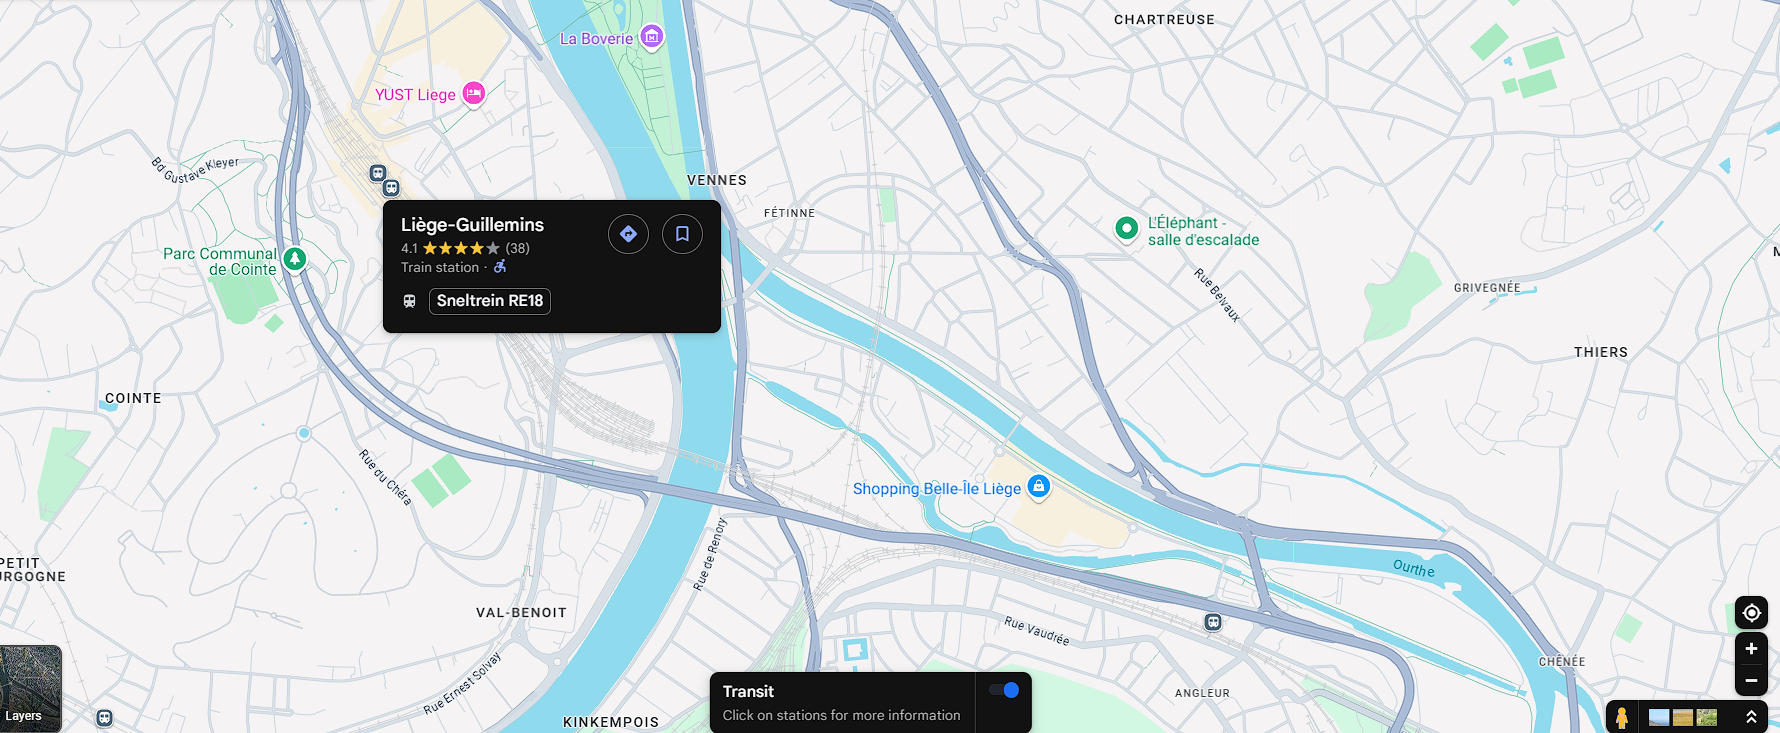 CHARTREUSE
La Boverie
YUST Liege
Bd Gustave Kleyer
VENNES
FÉTINNE
L'Éléphant -
salle d'escalade
Liège-Guillemins
4.1 (38)
Train station ·
Sneltrein RE18
Parc Communal
de Cointe
Rue Belvaux
GRIVEGNÉE
THIERS
COINTE
Rue du Chéra
Shopping Belle-Île Liège
Rue de Renory
Ourthe
PETIT
URGOGNE
VAL-BENOIT
Rue Vaudrée
Rue Ernest Solvay
CHÊNÉE
ANGLEUR
KINKEMPOIS
Transit
Click on stations for more information
Layers